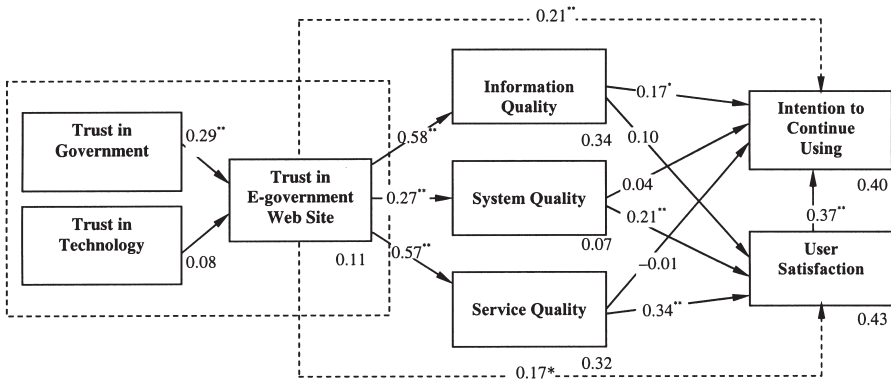 0.21**
Information
Quality
0.17*
Intention to
Continue
Using
Trust in
Government
0.29**
0.58**
0.34
0.10
Trust in
E-government
Web Site
0.27**
System Quality
0.04
0.40
Trust in
Technology
0.21**
0.37**
0.08
0.11
0.57**
0.07
–0.01
User
Satisfaction
Service Quality
0.34**
0.43
0.32
0.17*